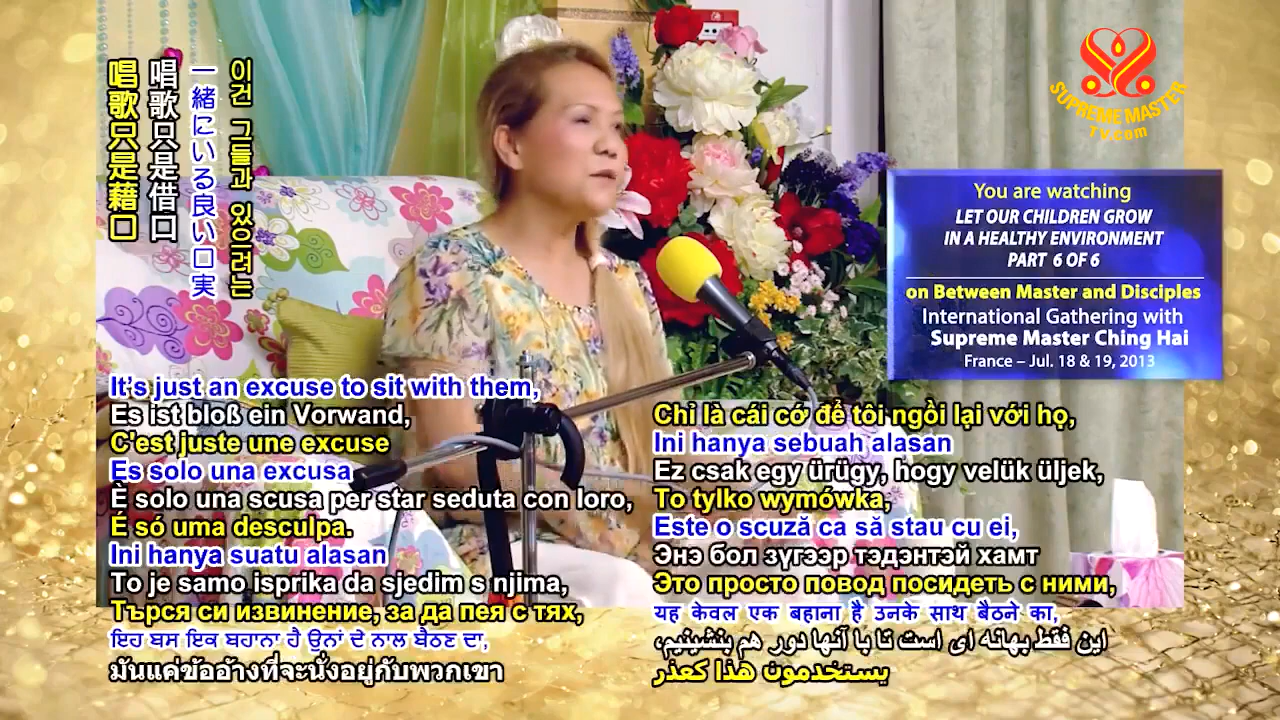 唱歌只是藉口
唱歌只是借口
一緒にいる良い口実
이건 그들과 있으려는
SUPREME MASTER
TV.com
You are watching
LET OUR CHILDREN GROW
IN A HEALTHY ENVIRONMENT
PART 6 OF 6
on Between Master and Disciples
International Gathering with
Supreme Master Ching Hai
France – Jul. 18 & 19, 2013
It's just an excuse to sit with them,
Es ist bloß ein Vorwand,
C'est juste une excuse
Es solo una excusa
È solo una scusa per star seduta con loro,
É só uma desculpa.
Ini hanya suatu alasan
To je samo isprika da sjedim s njima,
Търся си извинение, за да пея с тях,
ਇਹ ਬਸ ਇਕ ਬਹਾਨਾ ਹੈ ਉਨਾਂ ਦੇ ਨਾਲ ਬੈਠਣ ਦਾ,
มันแค่ข้ออ้างที่จะนั่งอยู่กับพวกเขา
Chỉ là cái cớ để tôi ngồi lại với họ,
Ini hanya sebuah alasan
Ez csak egy ürügy, hogy velük üljek,
To tylko wymówka,
Este o scuză ca să stau cu ei,
Энэ бол зүгээр тэдэнтэй хамт
Это просто повод посидеть с ними,
यह केवल एक बहाना है उनके साथ बैठने का,
این فقط بهانه ای است تا با آنها دور هم بنشینیم،
يستخدمون هذا كعذر